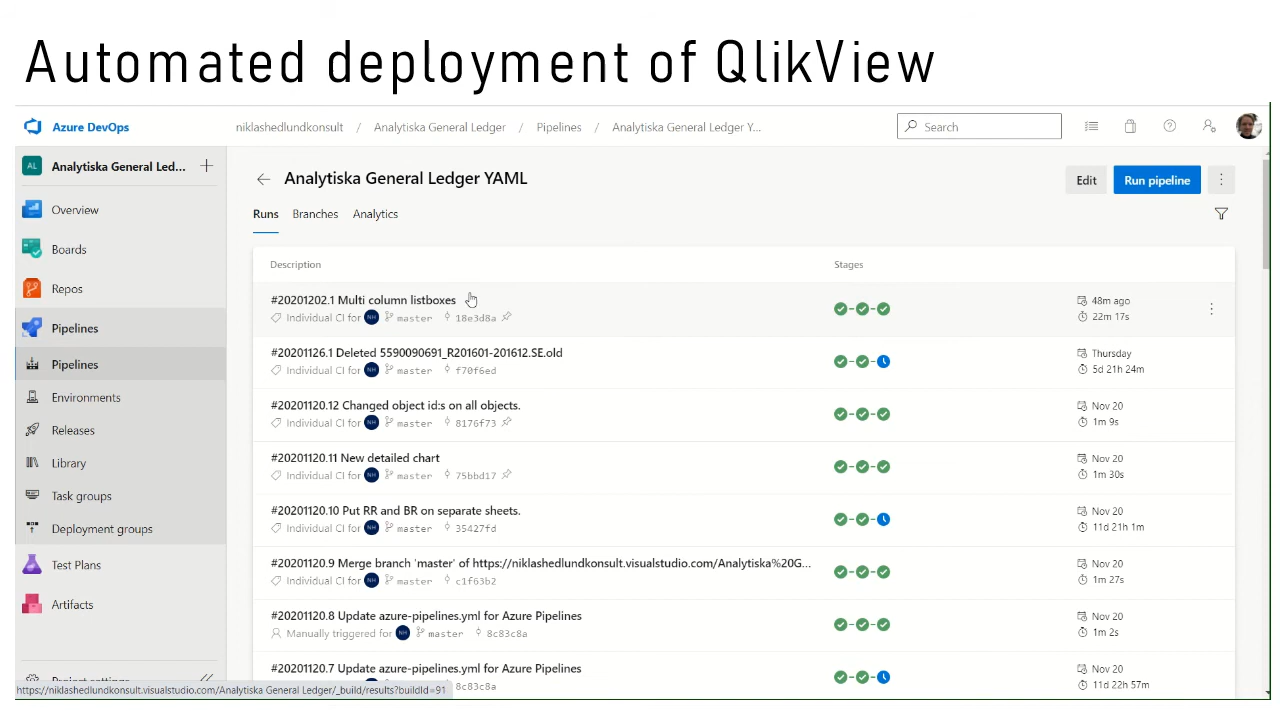 Automated deployment of QlikView
Azure DevOps
niklashedlundkonsult / Analytiska General Ledger / Pipelines / Analytiska General Ledger Y...
Search
AL Analytiska General Led...
Overview
Boards
Repos
Pipelines
Pipelines
Environments
Releases
Library
Task groups
Deployment groups
Test Plans
Artifacts
Project settings
Analytiska General Ledger YAML
Edit
Run pipeline
Runs Branches Analytics
Description Stages
#20201202.1 Multi column listboxes
Individual CI for NH master 18e3d8a
48m ago
22m 17s
#20201126.1 Deleted 5590090691_R201601-201612.SE.old
Individual CI for NH master f70f6ed
Thursday
5d 21h 24m
#20201120.12 Changed object id:s on all objects.
Individual CI for NH master 8176f73
Nov 20
1m 9s
#20201120.11 New detailed chart
Individual CI for NH master 75bbd17
Nov 20
1m 30s
#20201120.10 Put RR and BR on separate sheets.
Individual CI for NH master 35427fd
Nov 20
11d 21h 1m
#20201120.9 Merge branch 'master' of https://niklashedlundkonsult.visualstudio.com/Analytiska%20G...
Individual CI for NH master c1f63b2
Nov 20
1m 27s
#20201120.8 Update azure-pipelines.yml for Azure Pipelines
Manually triggered for NH master 8c83c8a
Nov 20
1m 2s
#20201120.7 Update azure-pipelines.yml for Azure Pipelines
8c83c8a
Nov 20
11d 22h 57m
https://niklashedlundkonsult.visualstudio.com/Analytiska General Ledger/_build/results?buildId=91